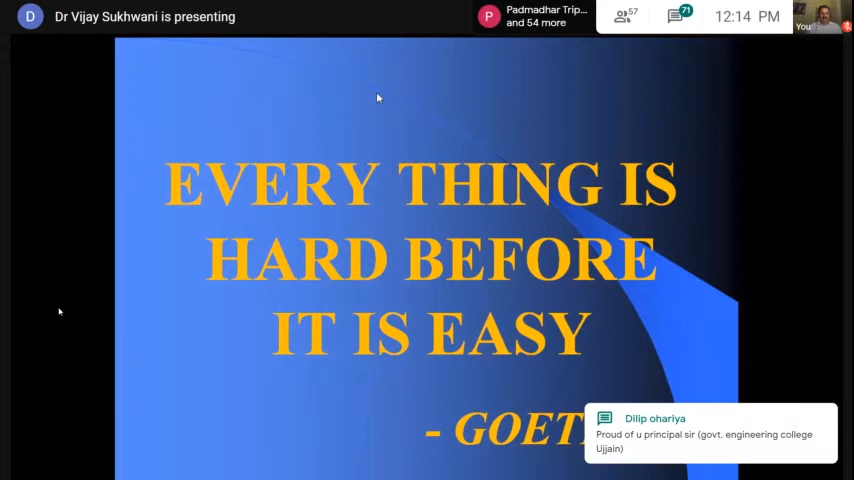 D
Dr Vijay Sukhwani is presenting
P
Padmadhar Trip...
and 54 more
57
71
12:14 PM
You
EVERY THING IS
HARD BEFORE
IT IS EASY
- GOET
Dilip ohariya
Proud of u principal sir (govt. engineering college
Ujjain)